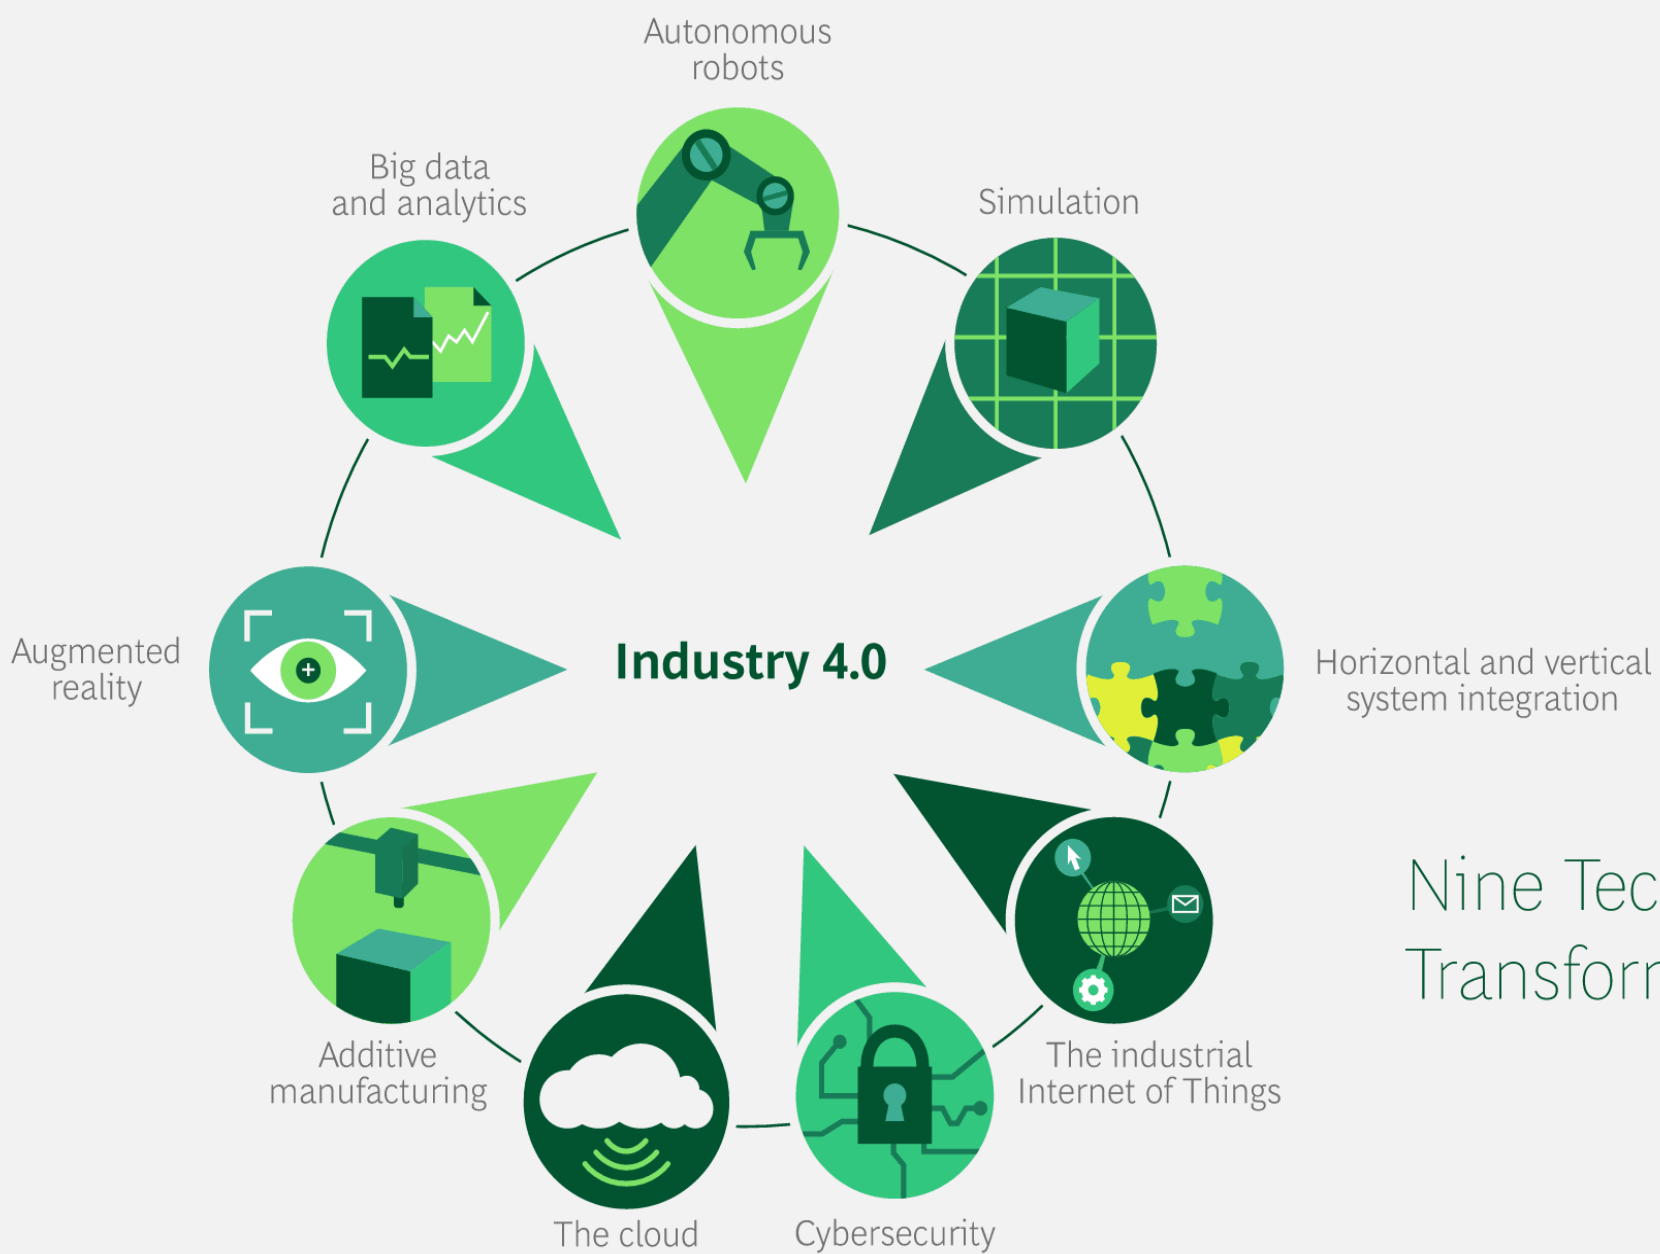 Autonomous
robots
Big data
and analytics
Simulation
Augmented
reality
Industry 4.0
Horizontal and vertical
system integration
Nine
Additive
manufacturing
The industrial
Internet of Things
The cloud
Cybersecurity